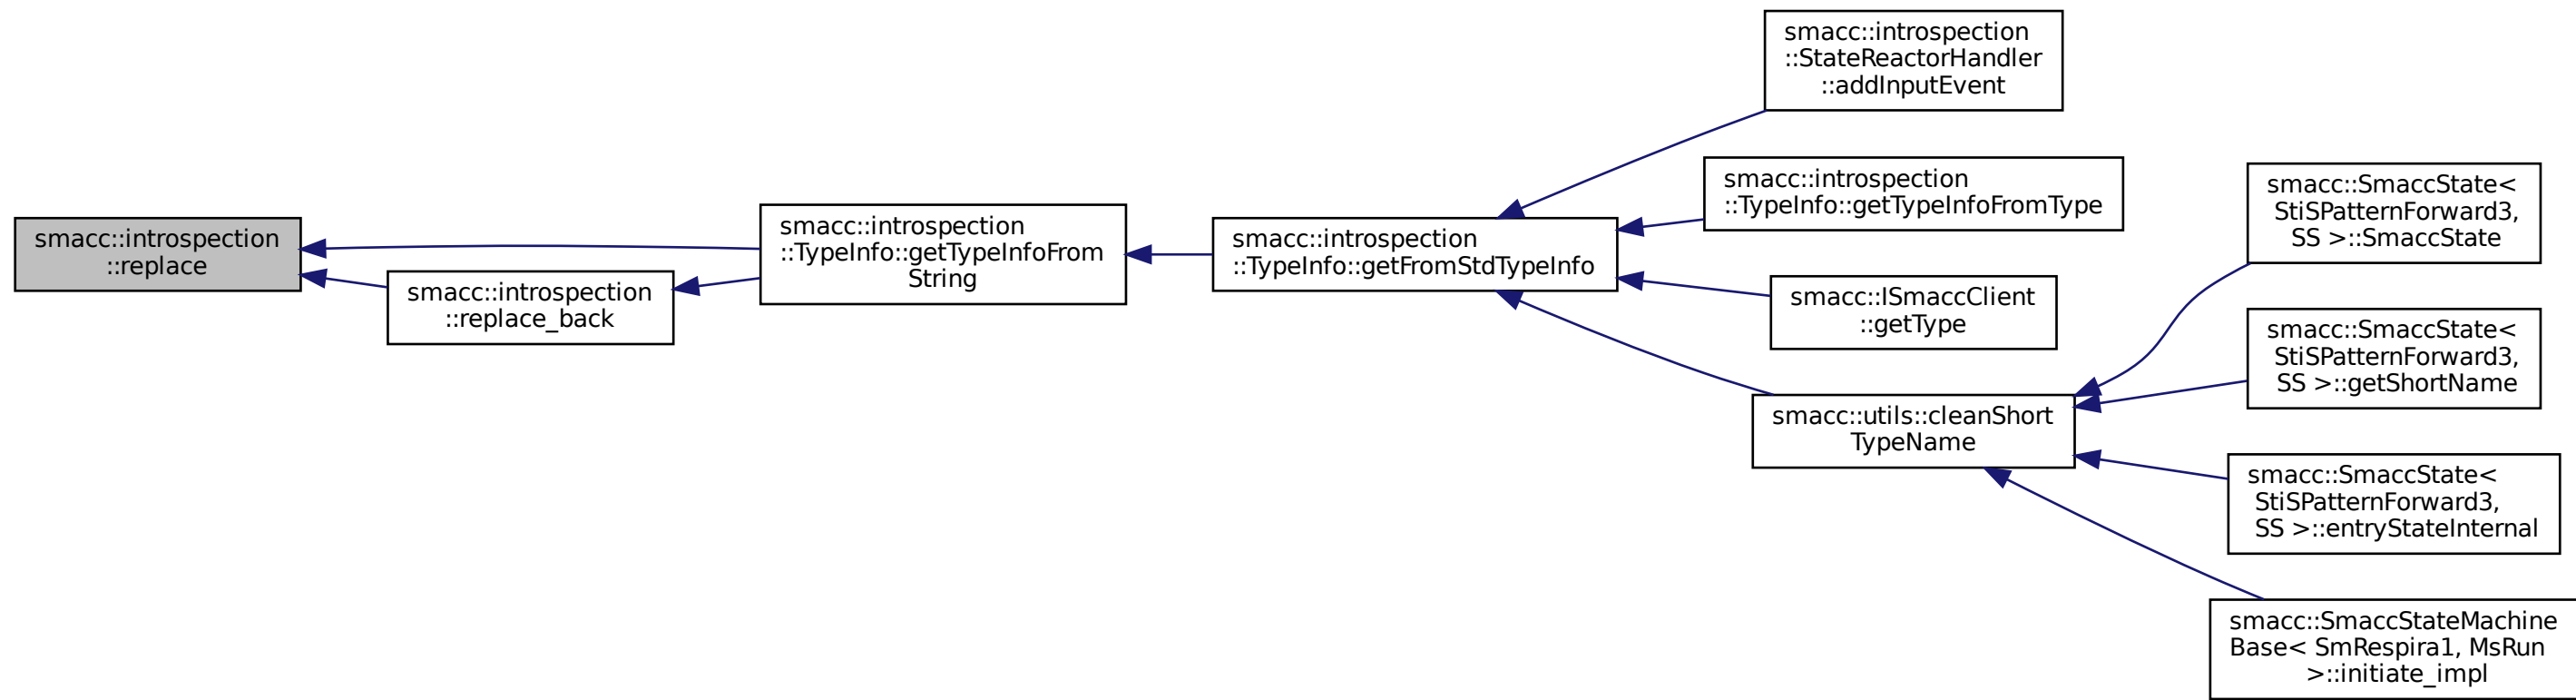 smacc::introspection
::replace
smacc::introspection
::replace_back
smacc::introspection
::TypeInfo::getTypeInfoFrom
String
smacc::introspection
::TypeInfo::getFromStdTypeInfo
smacc::introspection
::StateReactorHandler
::addInputEvent
smacc::introspection
::TypeInfo::getTypeInfoFromType
smacc::ISmaccClient
::getType
smacc::utils::cleanShort
TypeName
smacc::SmaccState<
StiSPatternForward3,
SS >::SmaccState
smacc::SmaccState<
StiSPatternForward3,
SS >::getShortName
smacc::SmaccState<
StiSPatternForward3,
SS >::entryStateInternal
smacc::SmaccStateMachine
Base< SmRespira1, MsRun
>::initiate_impl